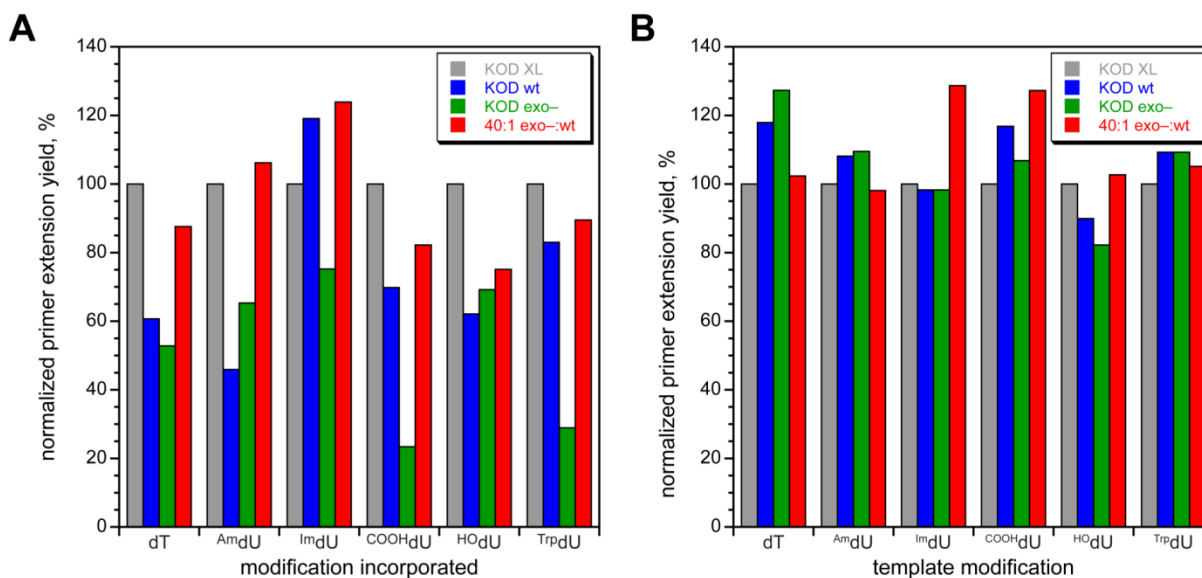 A
140
120
100
80
60
40
20
0
normalized primer extension yield, %
KOD XL
KOD wt
KOD exo–
40:1 exo–:wt
dT AmdU ImdU COOHdU HOdU TrpdU
modification incorporated
B
140
120
100
80
60
40
20
0
normalized primer extension yield, %
KOD XL
KOD wt
KOD exo–
40:1 exo–:wt
dT AmdU ImdU COOHdU HOdU TrpdU
template modification